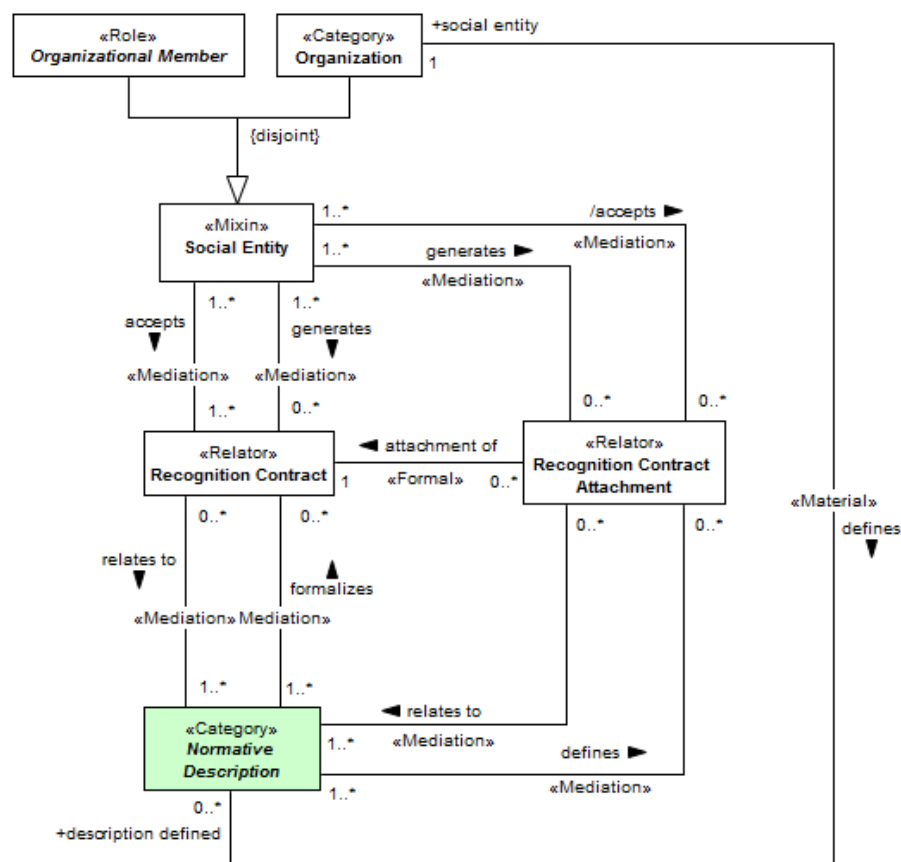 «Role»
Organizational Member
«Category»
Organization
+social entity
1
{disjoint}
«Mixin»
Social Entity
1..*
/accepts
«Mediation»
1..*
generates
«Mediation»
1..*
1..*
accepts
generates
«Mediation»
«Mediation»
1..*
0..*
0..*
0..*
«Relator»
Recognition Contract
attachment of
1
«Formal»
0..*
«Relator»
Recognition Contract
Attachment
«Material»
defines
0..*
0..*
0..*
0..*
relates to
formalizes
«Mediation»
Mediation»
1..*
1..*
«Category»
Normative
Description
relates to
1..*
«Mediation»
defines
1..*
«Mediation»
0..*
+description defined